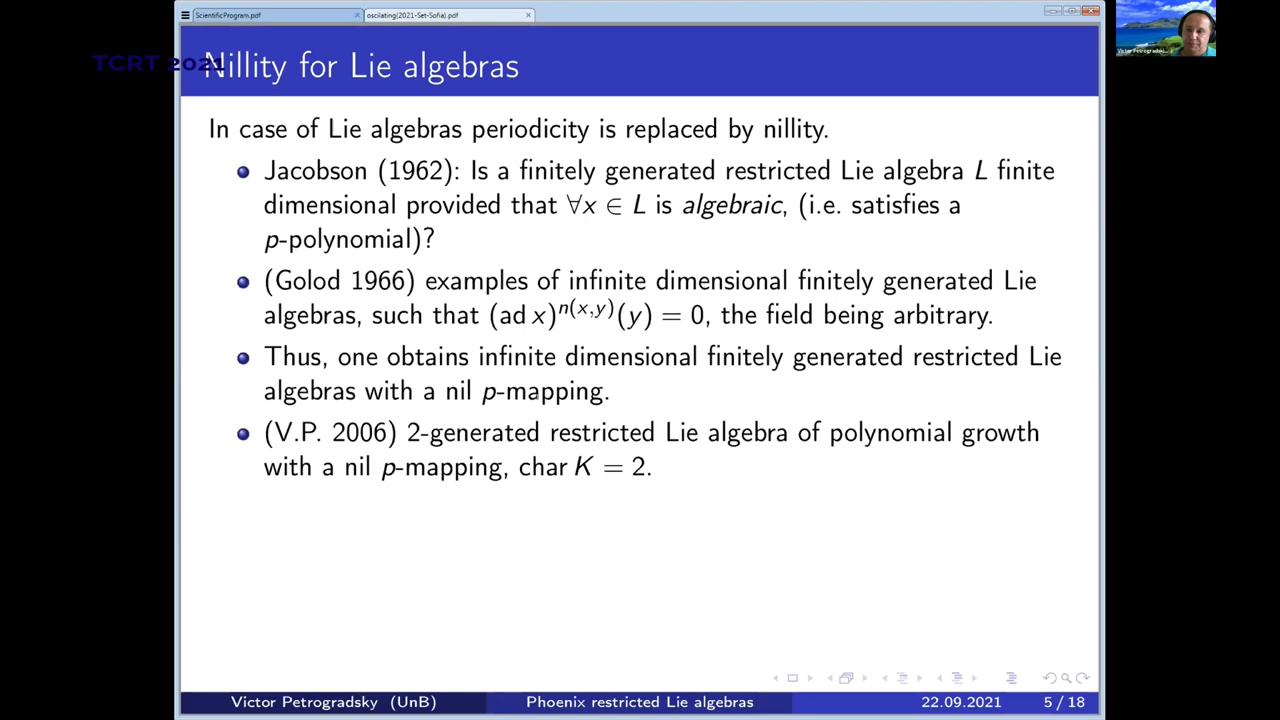 ScientificProgram.pdf
oscilating(2021-Set-Sofia).pdf
TCRT 2021
Nillity for Lie algebras
In case of Lie algebras periodicity is replaced by nillity.
Jacobson (1962): Is a finitely generated restricted Lie algebra L finite
dimensional provided that ∀x ∈ L is algebraic, (i.e. satisfies a
p-polynomial)?
(Golod 1966) examples of infinite dimensional finitely generated Lie
algebras, such that (ad x)^{n(x,y)}(y) = 0, the field being arbitrary.
Thus, one obtains infinite dimensional finitely generated restricted Lie
algebras with a nil p-mapping.
(V.P. 2006) 2-generated restricted Lie algebra of polynomial growth
with a nil p-mapping, char K = 2.
Victor Petrogradsky (UnB)
Phoenix restricted Lie algebras
22.09.2021
5 / 18